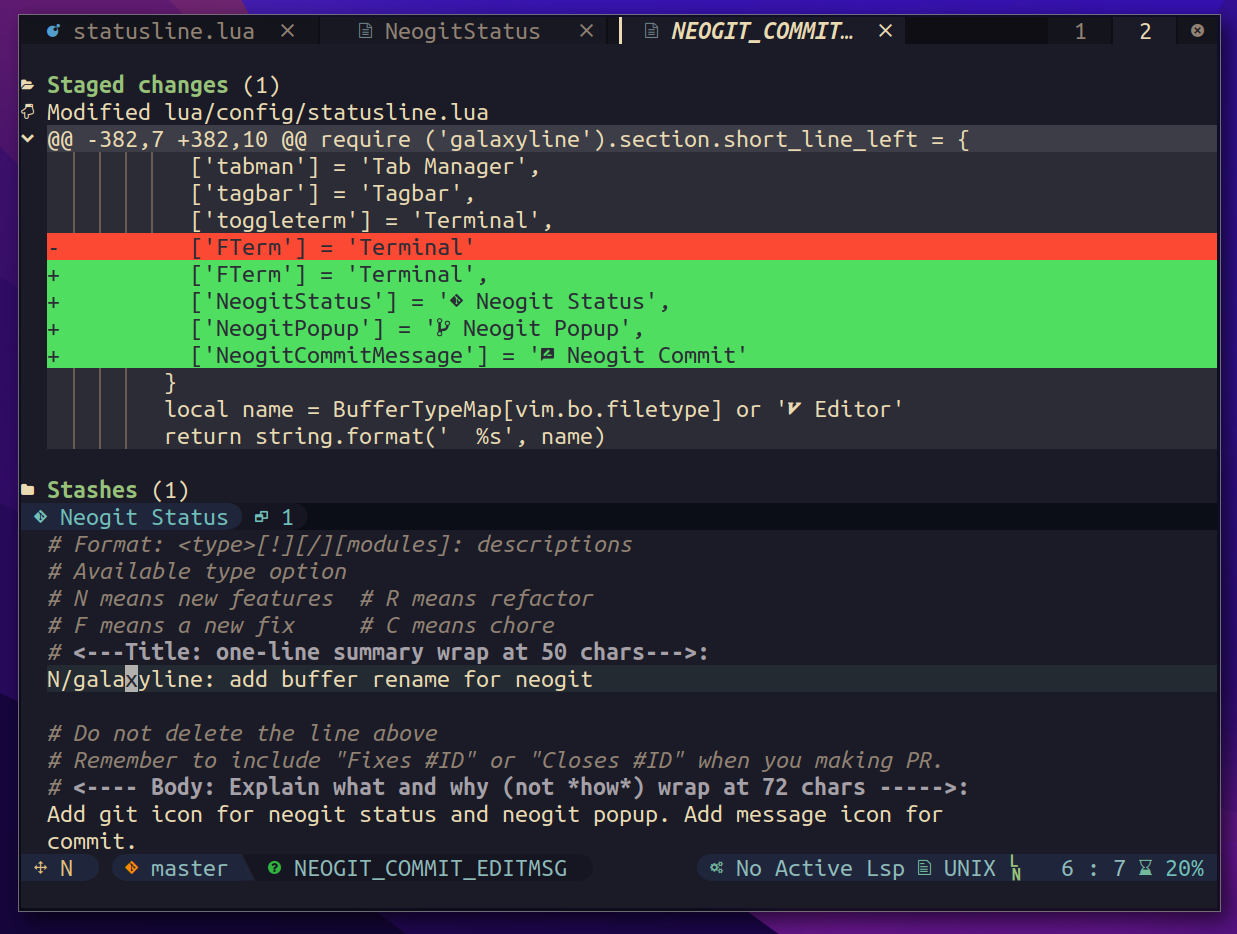 statusline.lua × NeogitStatus × NEOGIT_COMMIT… × 1 2
Staged changes (1)
Modified lua/config/statusline.lua
@@ -382,7 +382,10 @@ require ('galaxyline').section.short_line_left = {
['tabman'] = 'Tab Manager',
['tagbar'] = 'Tagbar',
['toggleterm'] = 'Terminal',
- ['FTerm'] = 'Terminal'
+ ['FTerm'] = 'Terminal',
+ ['NeogitStatus'] = ' Neogit Status',
+ ['NeogitPopup'] = ' Neogit Popup',
+ ['NeogitCommitMessage'] = ' Neogit Commit'
}
local name = BufferTypeMap[vim.bo.filetype] or ' Editor'
return string.format('  %s', name)
Stashes (1)
Neogit Status 1
# Format: <type>[!][/][modules]: descriptions
# Available type option
# N means new features  # R means refactor
# F means a new fix     # C means chore
# <---Title: one-line summary wrap at 50 chars--->:
N/galaxyline: add buffer rename for neogit
# Do not delete the line above
# Remember to include "Fixes #ID" or "Closes #ID" when you making PR.
# <---- Body: Explain what and why (not *how*) wrap at 72 chars ----->:
Add git icon for neogit status and neogit popup. Add message icon for
commit.
N master NEOGIT_COMMIT_EDITMSG No Active Lsp UNIX LN 6 : 7 20%